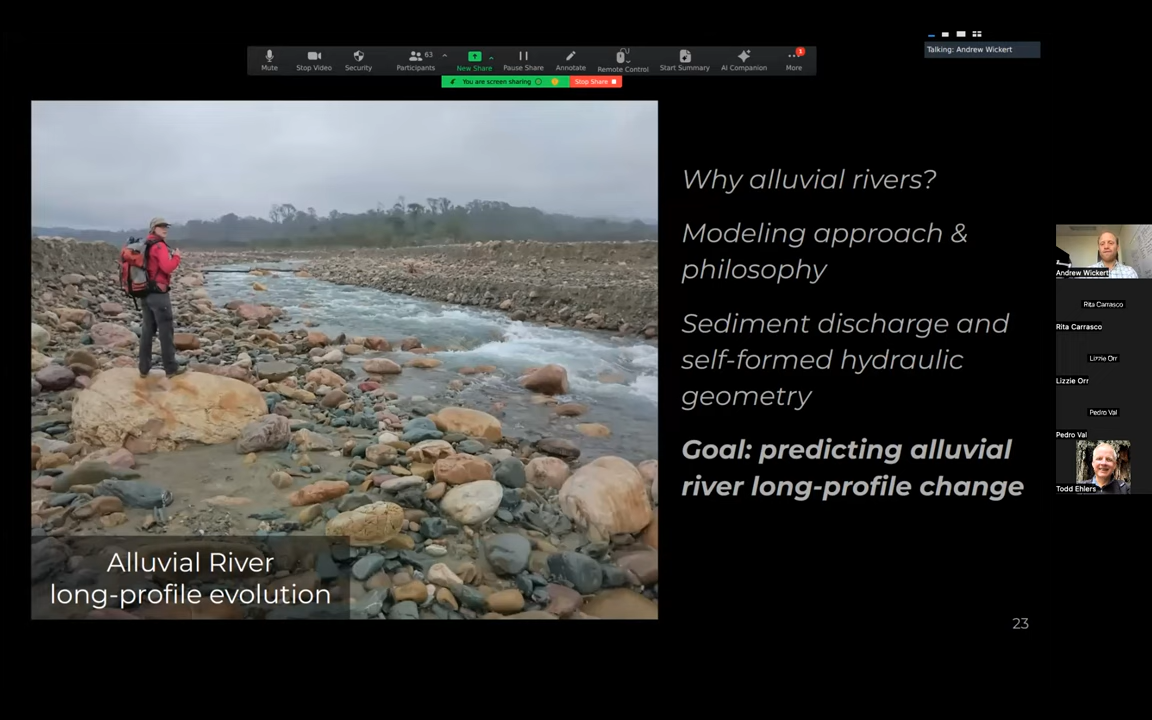 Talking: Andrew Wickert
Mute
Stop Video
Security
Participants
63
New Share
Pause Share
Annotate
Remote Control
Start Summary
AI Companion
More
1
You are screen sharing
Stop Share
Why alluvial rivers?
Modeling approach &
philosophy
Sediment discharge and
self-formed hydraulic
geometry
Goal: predicting alluvial
river long-profile change
Alluvial River
long-profile evolution
23
Andrew Wickert
Rita Carrasco
Rita Carrasco
Lizzie Orr
Lizzie Orr
Pedro Val
Pedro Val
Todd Ehlers